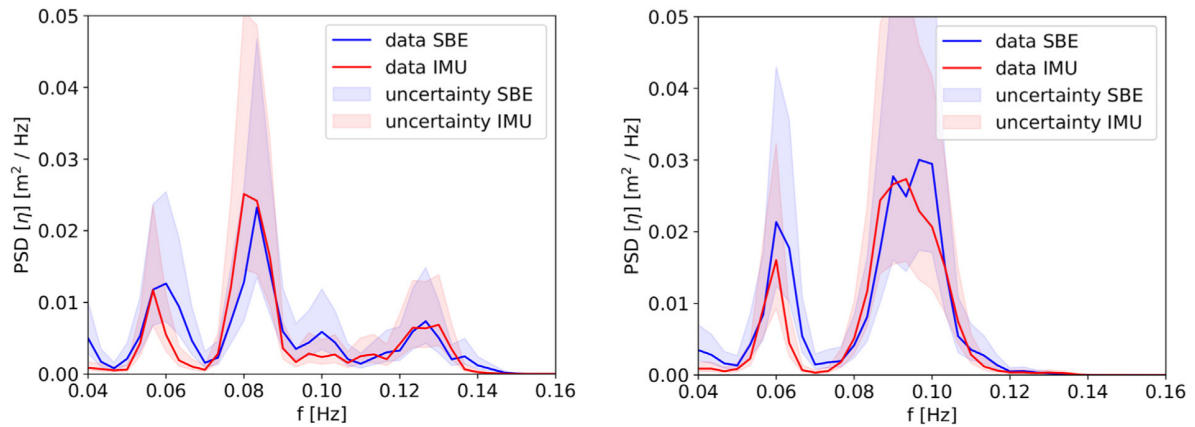 0.05
0.04
0.03
0.02
0.01
0.00
PSD [η] [m² / Hz]
data SBE
data IMU
uncertainty SBE
uncertainty IMU
0.04 0.06 0.08 0.10 0.12 0.14 0.16
f [Hz]
0.05
0.04
0.03
0.02
0.01
0.00
PSD [η] [m² / Hz]
data SBE
data IMU
uncertainty SBE
uncertainty IMU
0.04 0.06 0.08 0.10 0.12 0.14 0.16
f [Hz]